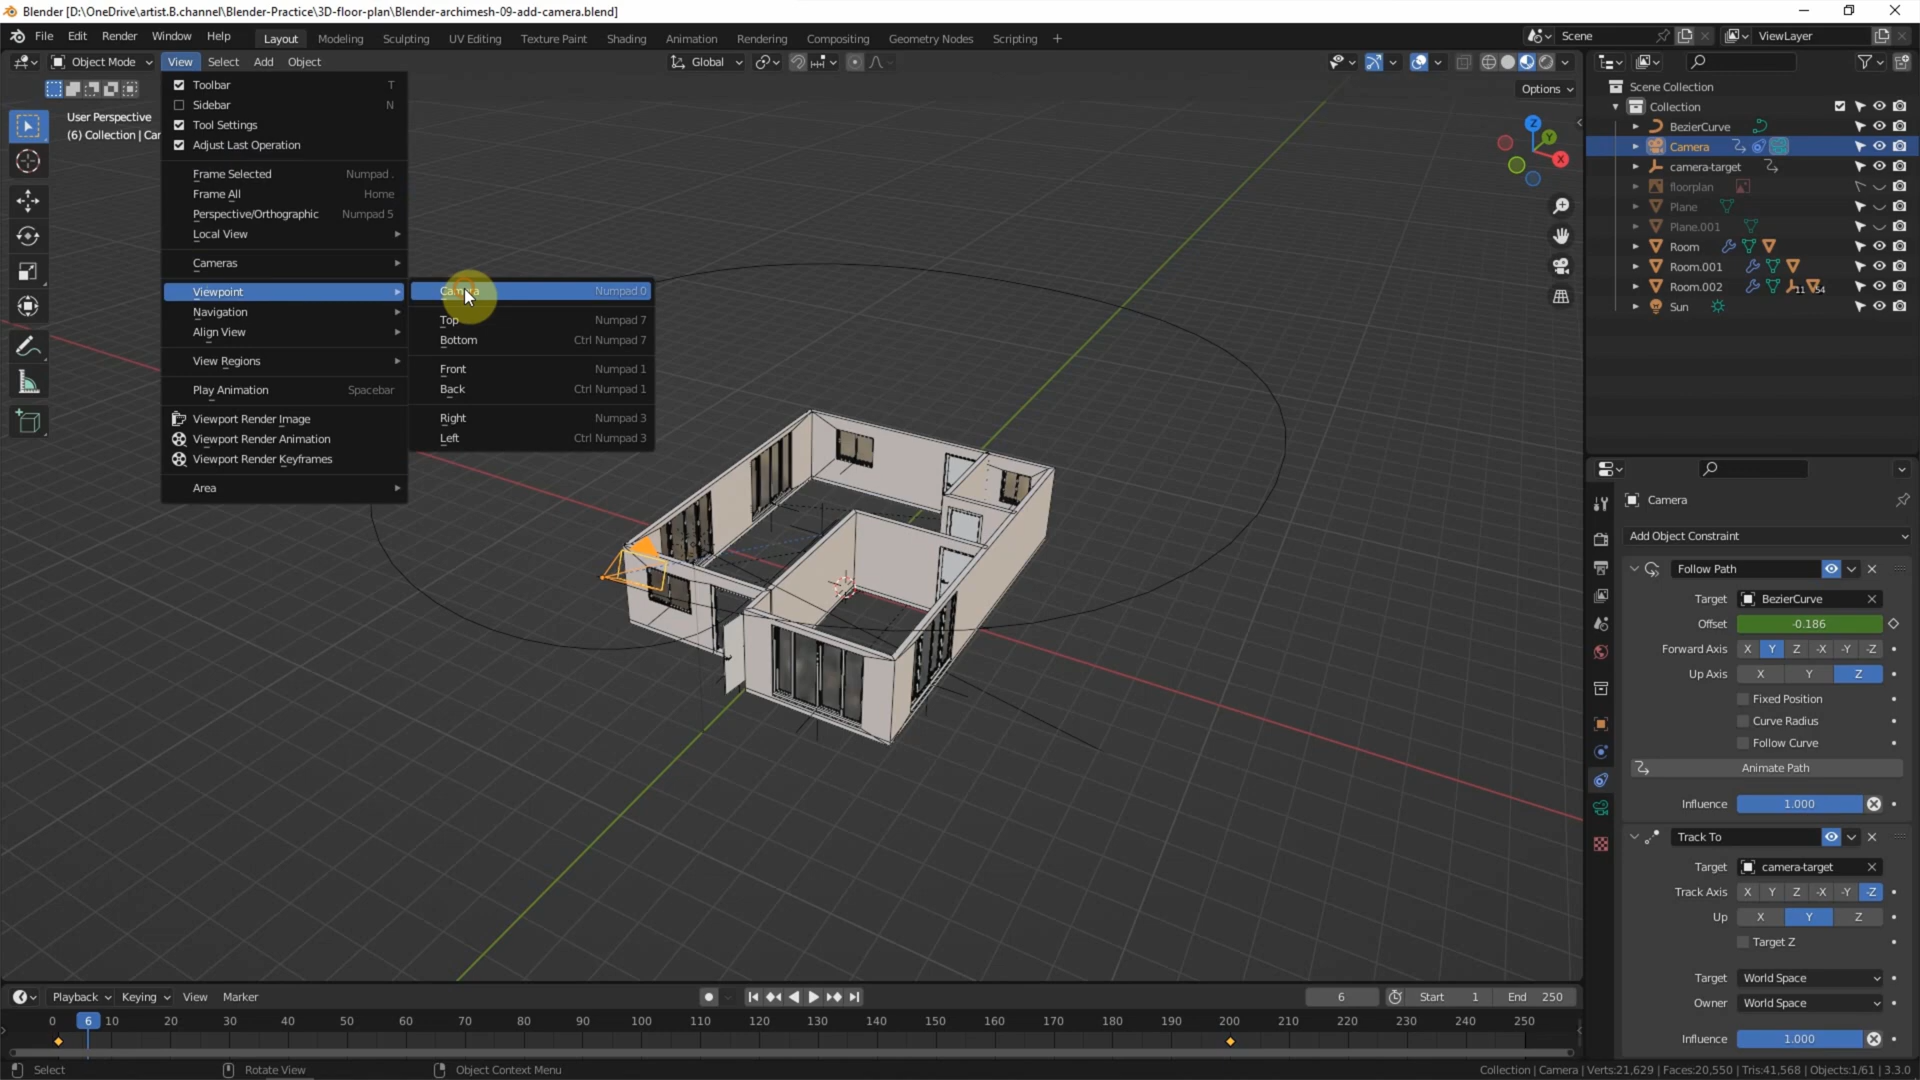 Blender [D:\OneDrive\artist.B.channel\Blender-Practice\3D-floor-plan\Blender-archimesh-09-add-camera.blend]
File Edit Render Window Help Layout Modeling Sculpting UV Editing Texture Paint Shading Animation Rendering Compositing Geometry Nodes Scripting + Scene ViewLayer
Object Mode View Select Add Object Global
Options
User Perspective
(6) Collection | Car
Toolbar T
Sidebar N
Tool Settings
Adjust Last Operation
Frame Selected Numpad .
Frame All Home
Perspective/Orthographic Numpad 5
Local View
Cameras
Viewpoint
Navigation
Align View
View Regions
Play Animation Spacebar
Viewport Render Image
Viewport Render Animation
Viewport Render Keyframes
Area
Camera Numpad 0
Top Numpad 7
Bottom Ctrl Numpad 7
Front Numpad 1
Back Ctrl Numpad 1
Right Numpad 3
Left Ctrl Numpad 3
Z
Y
X
Scene Collection
Collection
BezierCurve
Camera
camera-target
floorplan
Plane
Plane.001
Room
Room.001
Room.002 11 54
Sun
Camera
Add Object Constraint
Follow Path
Target BezierCurve
Offset -0.186
Forward Axis X Y Z -X -Y -Z
Up Axis X Y Z
Fixed Position
Curve Radius
Follow Curve
Animate Path
Influence 1.000
Track To
Target camera-target
Track Axis X Y Z -X -Y -Z
Up X Y Z
Target Z
Target World Space
Owner World Space
Influence 1.000
Playback Keying View Marker 6 Start 1 End 250
0 6 10 20 30 40 50 60 70 80 90 100 110 120 130 140 150 160 170 180 190 200 210 220 230 240 250
Select Rotate View Object Context Menu Collection | Camera | Verts:21,629 | Faces:20,550 | Tris:41,568 | Objects:1/61 | 3.3.0